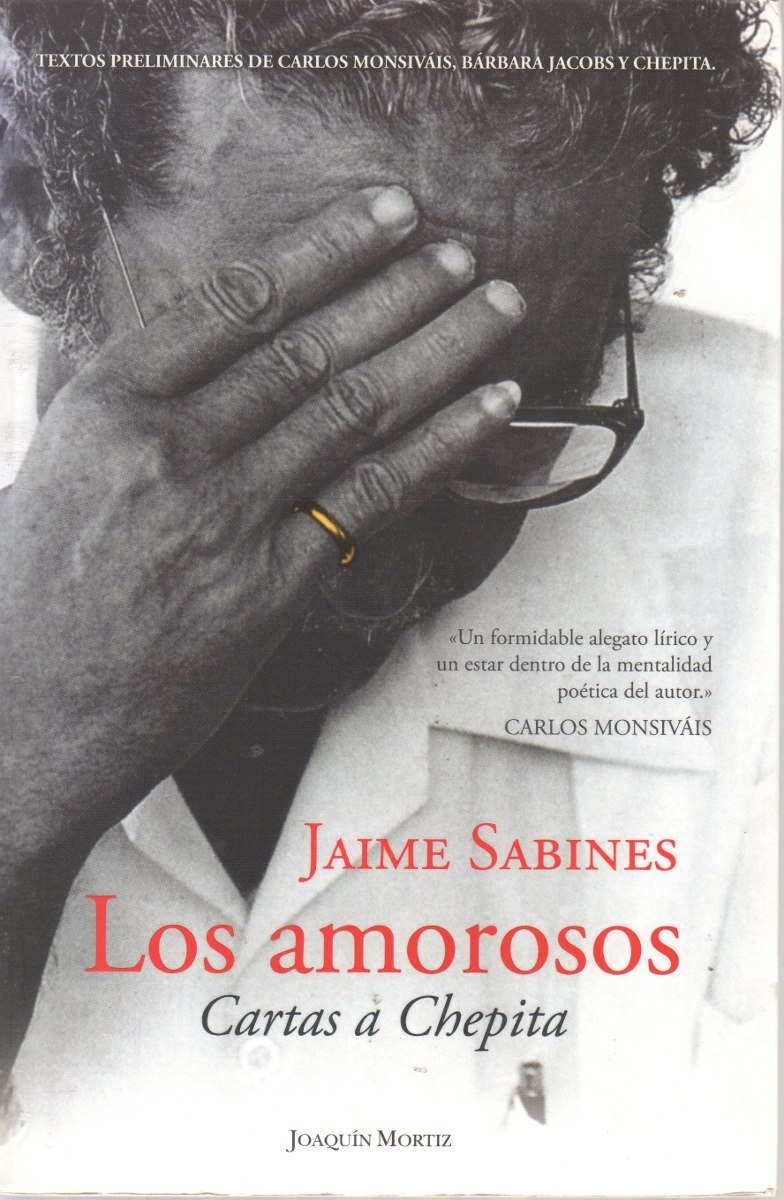 TEXTOS PRELIMINARES DE CARLOS MONSIVÁIS, BÁRBARA JACOBS Y CHEPITA.
«Un formidable alegato lírico y
un estar dentro de la mentalidad
poética del autor.»
CARLOS MONSIVÁIS
JAIME SABINES
Los amorosos
Cartas a Chepita
JOAQUÍN MORTIZ